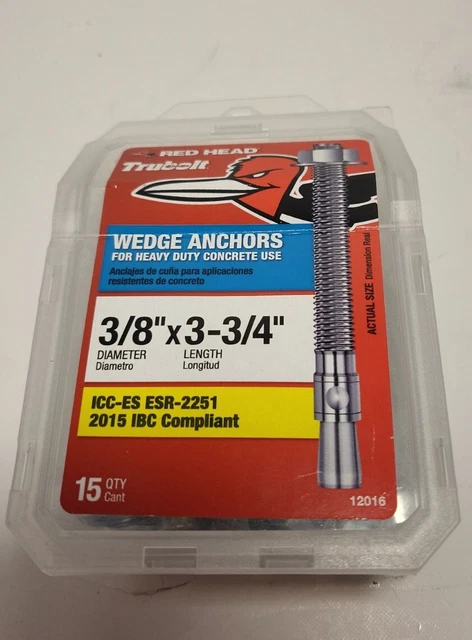 RED HEAD
Trubolt
WEDGE ANCHORS
FOR HEAVY DUTY CONCRETE USE
Anclajes de cuña para aplicaciones
resistentes de concreto
3/8"x3-3/4"
DIAMETER LENGTH
Diametro Longitud
ICC-ES ESR-2251
2015 IBC Compliant
ACTUAL SIZE Dimension Real
15 QTY
Cant
12016